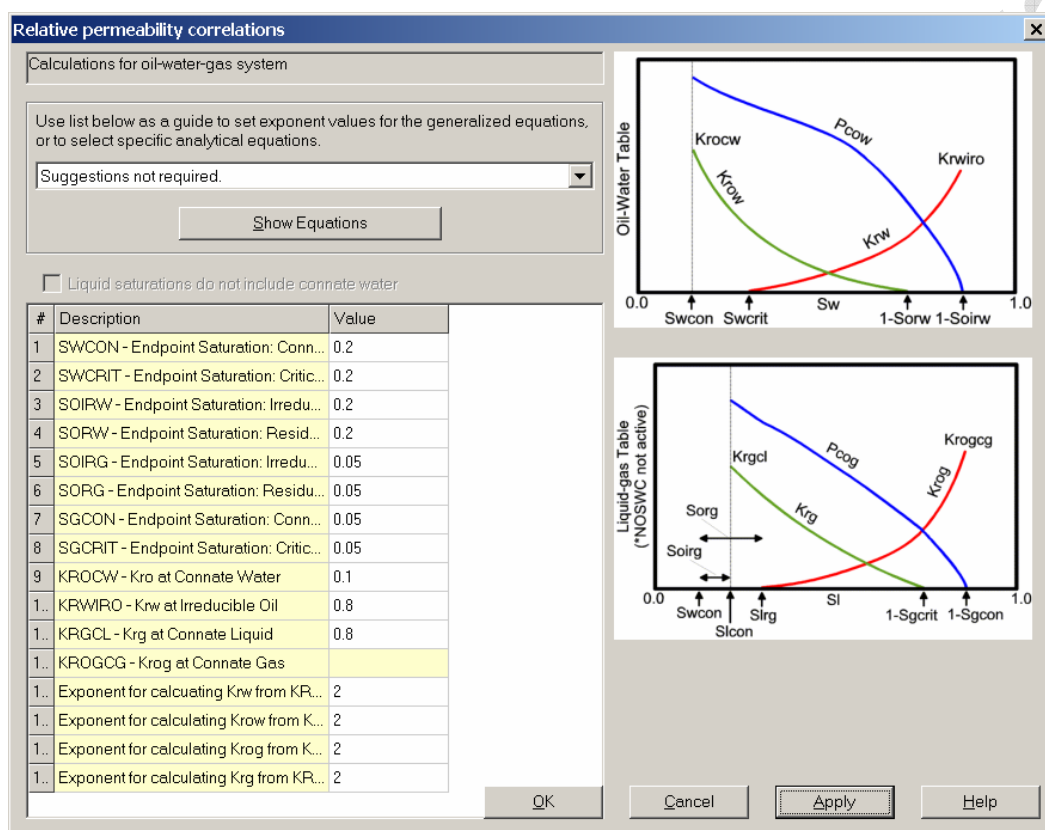 Relative permeability correlations
Calculations for oil-water-gas system
Use list below as a guide to set exponent values for the generalized equations,
or to select specific analytical equations.
Suggestions not required.
Show Equations
Liquid saturations do not include connate water
# Description Value
1 SWCON - Endpoint Saturation: Conn... 0.2
2 SWCRIT - Endpoint Saturation: Critic... 0.2
3 SOIRW - Endpoint Saturation: Irredu... 0.2
4 SORW - Endpoint Saturation: Resid... 0.2
5 SOIRG - Endpoint Saturation: Irredu... 0.05
6 SORG - Endpoint Saturation: Residu... 0.05
7 SGCON - Endpoint Saturation: Conn... 0.05
8 SGCRIT - Endpoint Saturation: Critic... 0.05
9 KROCW - Kro at Connate Water 0.1
1.. KRWIRO - Krw at Irreducible Oil 0.8
1.. KRGCL - Krg at Connate Liquid 0.8
1.. KROGCG - Krog at Connate Gas
1.. Exponent for calcuating Krw from KR... 2
1.. Exponent for calculating Krow from K... 2
1.. Exponent for calculating Krog from K... 2
1.. Exponent for calculating Krg from KR... 2
OK Cancel Apply Help
Oil-Water Table
Krocw
Pcow
Krwiro
Krow
Krw
0.0 Sw 1.0
Swcon Swcrit 1-Sorw 1-Soirw
Liquid-gas Table
(*NOSWC not active)
Krgcl
Pcog
Krogcg
Krog
Sorg
Krg
Soirg
0.0 Sl 1.0
Swcon Slrg 1-Sgcrit 1-Sgcon
Slcon